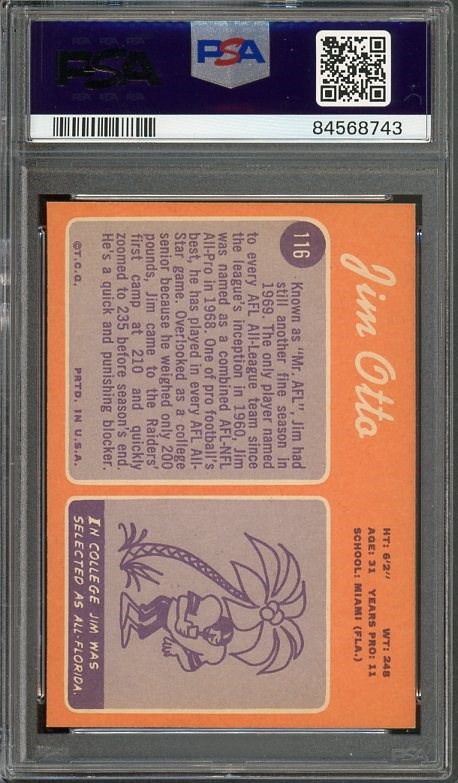 PSA
PSA
84568743
Jim Otto
HT: 6'2" WT: 248
AGE: 31 YEARS PRO: 11
SCHOOL: MIAMI (FLA.)
116
Known as "Mr. AFL", Jim had
still another fine season in
1969. The only player named
to every AFL All-League team since
the league's inception in 1960, Jim
was named as a combined AFL-NFL
All-Pro in 1968. One of pro football's
best, he has played in every AFL All-
Star game. Overlooked as a college
senior because he weighed only 200
pounds, Jim came to the Raiders'
first camp at 210 and quickly
zoomed to 235 before season's end.
He's a quick and punishing blocker.
©T.C.G. PRTD. IN U.S.A.
IN COLLEGE JIM WAS
SELECTED AS ALL-FLORIDA.